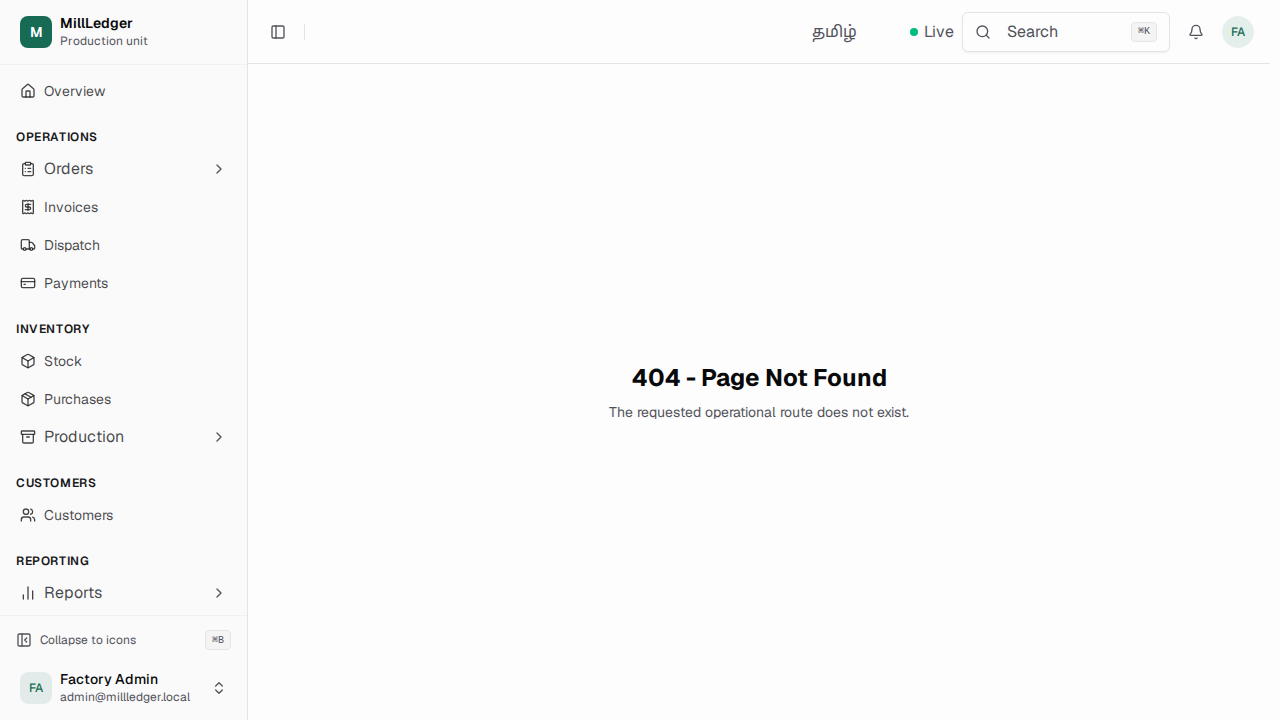 M
MillLedger
Production unit
தமிழ்
Live
Search
⌘K
FA
Overview
OPERATIONS
Orders
Invoices
Dispatch
Payments
INVENTORY
Stock
Purchases
Production
CUSTOMERS
Customers
REPORTING
Reports
Collapse to icons
⌘B
FA
Factory Admin
admin@millledger.local
404 - Page Not Found
The requested operational route does not exist.